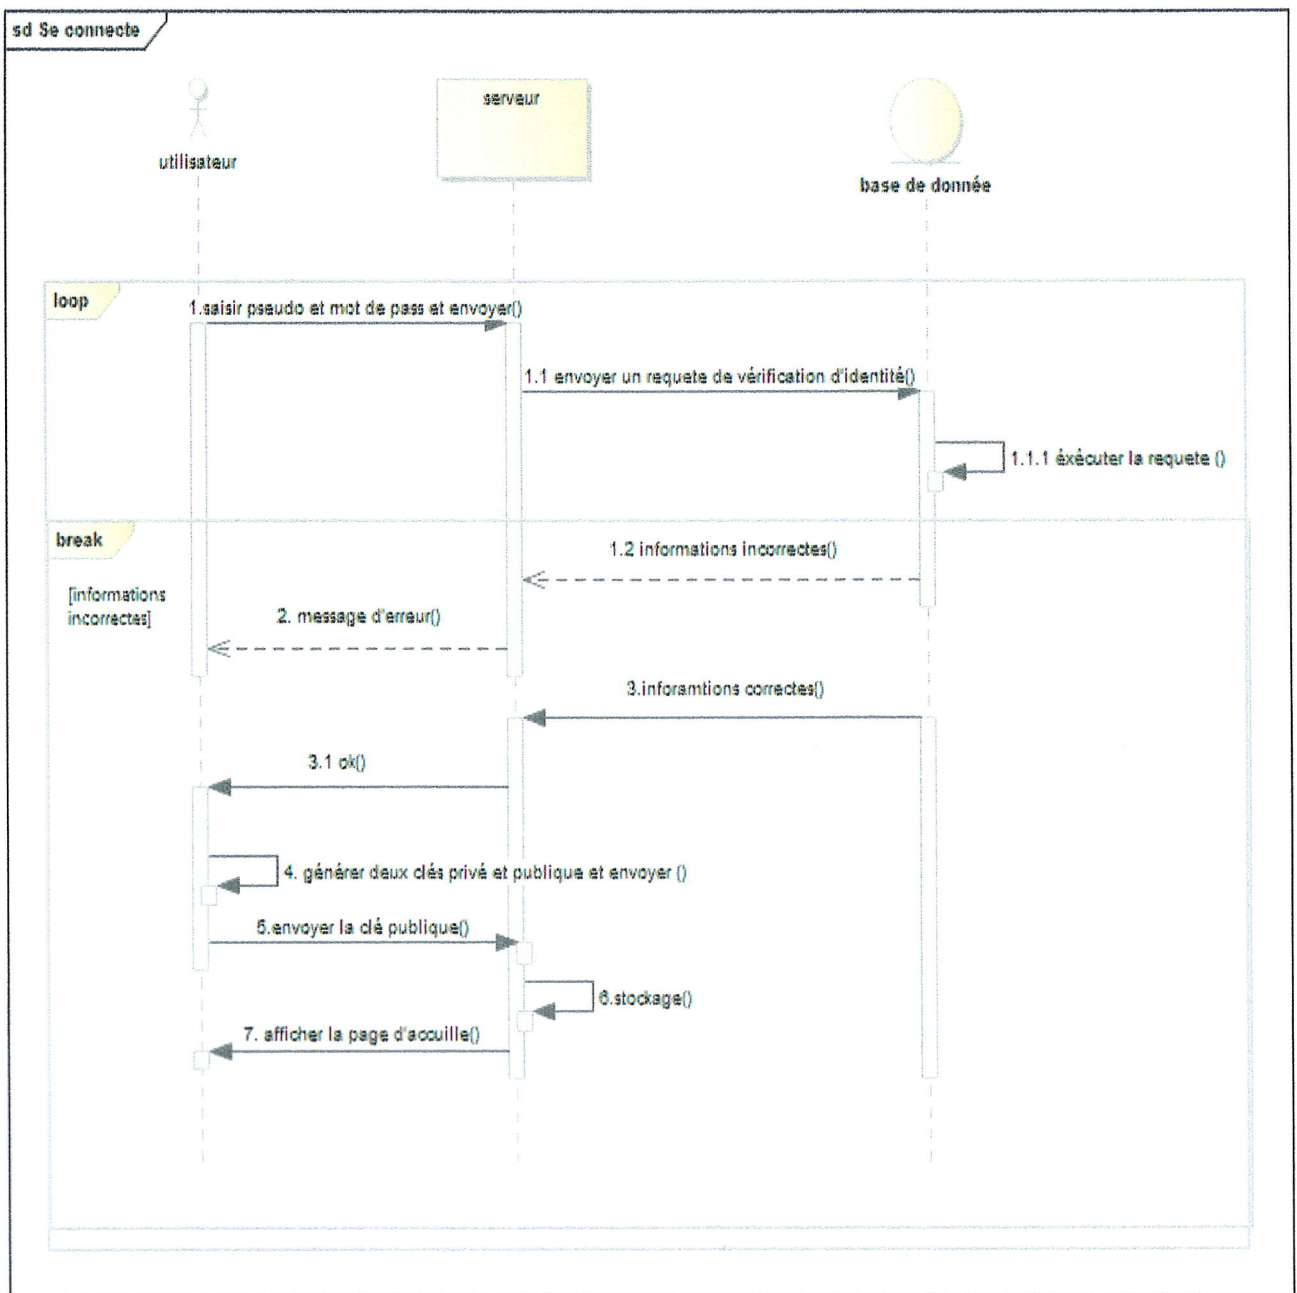 sd Se connecte
utilisateur
serveur
base de donnée
loop
1.saisir pseudo et mot de pass et envoyer()
1.1 envoyer un requete de vérification d'identité()
1.1.1 éxécuter la requete ()
break
[informations
incorrectes]
1.2 informations incorrectes()
2. message d'erreur()
3.inforamtions correctes()
3.1 ok()
4. générer deux clés privé et publique et envoyer ()
5.envoyer la clé publique()
6.stockage()
7. afficher la page d'accuille()